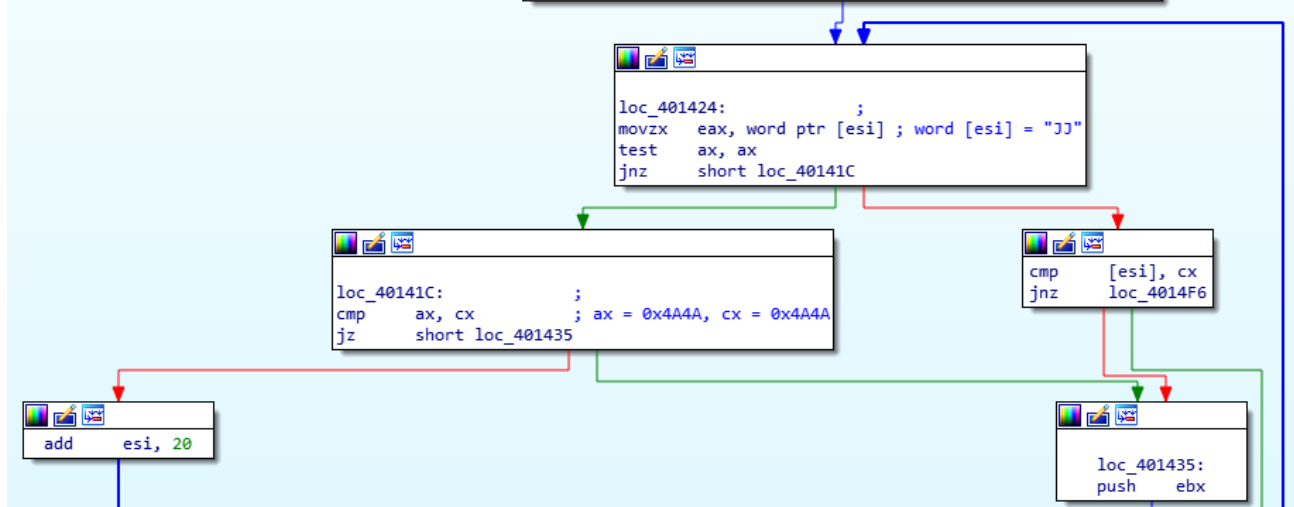 loc_401424: ;
movzx eax, word ptr [esi] ; word [esi] = "JJ"
test ax, ax
jnz short loc_40141C
loc_40141C: ;
cmp ax, cx ; ax = 0x4A4A, cx = 0x4A4A
jz short loc_401435
cmp [esi], cx
jnz loc_4014F6
add esi, 20
loc_401435:
push ebx